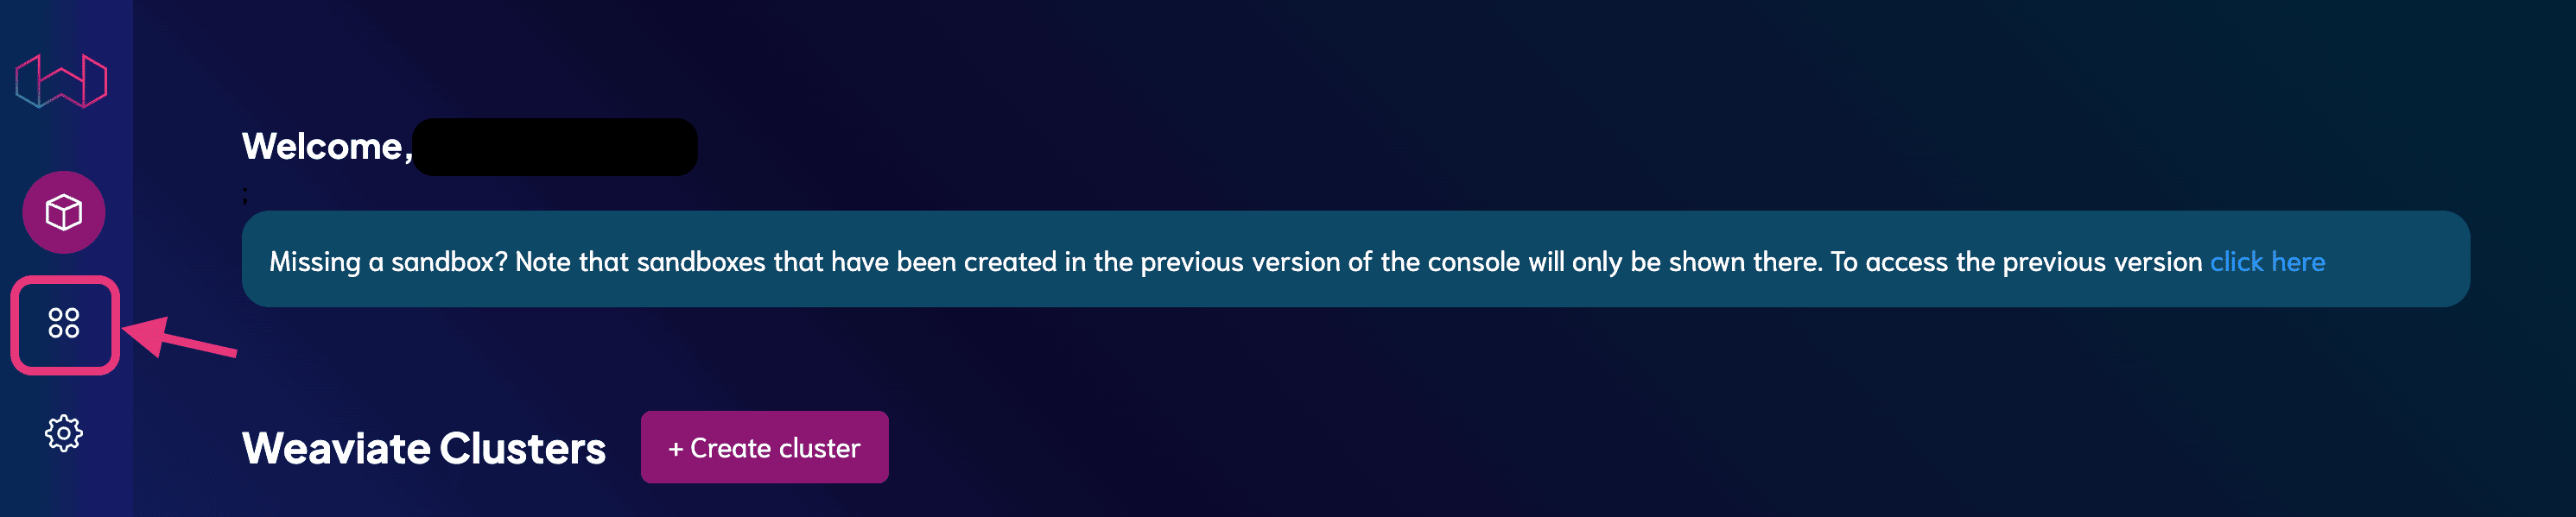 Welcome,
;
Missing a sandbox? Note that sandboxes that have been created in the previous version of the console will only be shown there. To access the previous version click here
Weaviate Clusters
+ Create cluster